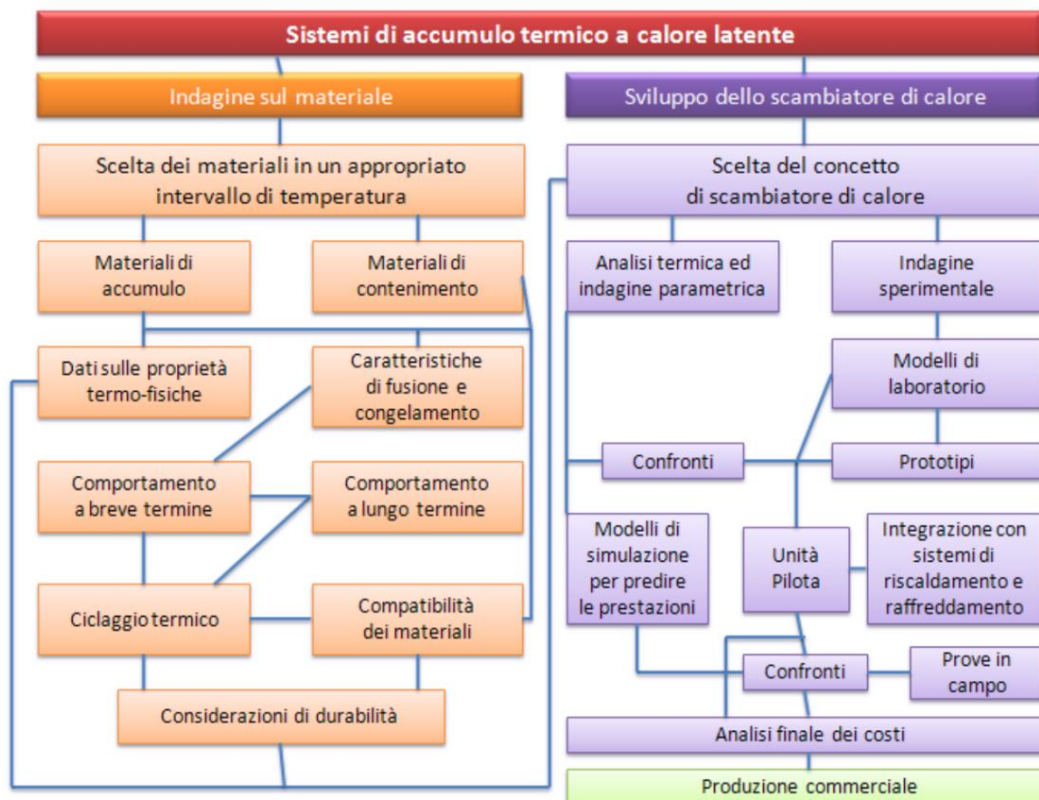 Sistemi di accumulo termico a calore latente
Indagine sul materiale
Sviluppo dello scambiatore di calore
Scelta dei materiali in un appropriato
intervallo di temperatura
Scelta del concetto
di scambiatore di calore
Materiali di
accumulo
Materiali di
contenimento
Analisi termica ed
indagine parametrica
Indagine
sperimentale
Dati sulle proprietà
termo-fisiche
Caratteristiche
di fusione e
congelamento
Modelli di
laboratorio
Confronti
Prototipi
Comportamento
a breve termine
Comportamento
a lungo termine
Modelli di
simulazione
per predire
le prestazioni
Unità
Pilota
Integrazione con
sistemi di
riscaldamento e
raffreddamento
Ciclaggio termico
Compatibilità
dei materiali
Confronti
Prove in
campo
Considerazioni di durabilità
Analisi finale dei costi
Produzione commerciale